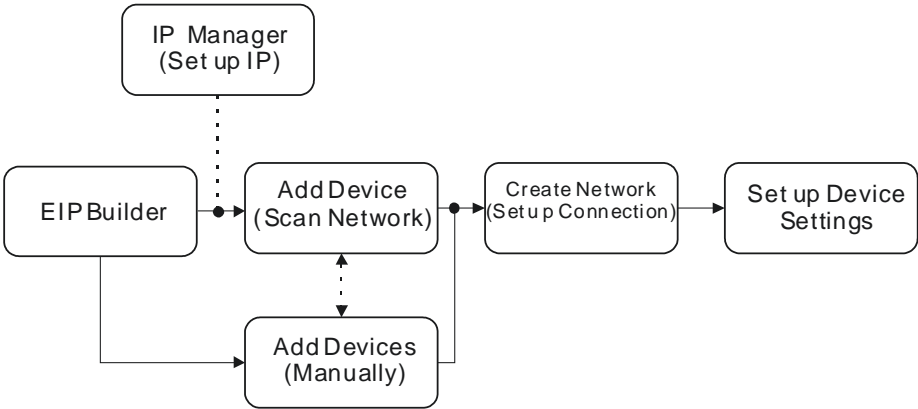 IP Manager
(Set up IP)
EIP Builder
Add Device
(Scan Network)
Create Network
(Set up Connection)
Set up Device
Settings
Add Devices
(Manually)